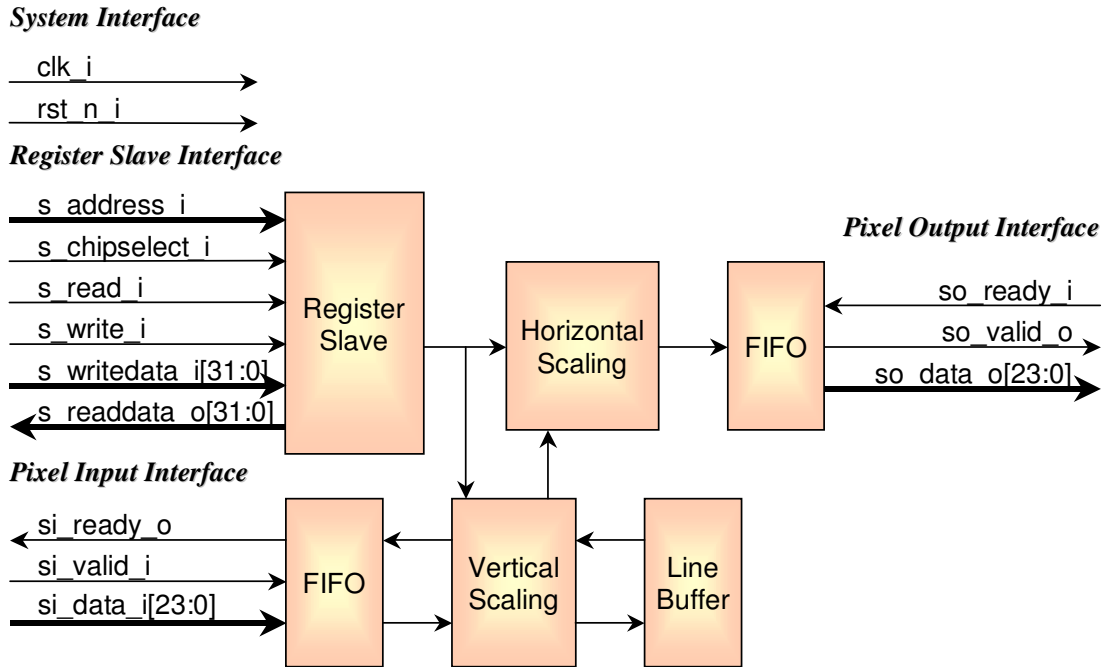 System Interface
clk_i
rst_n_i
Register Slave Interface
s_address_i
s_chipselect_i
s_read_i
s_write_i
s_writedata_i[31:0]
s_readdata_o[31:0]
Register
Slave
Horizontal
Scaling
FIFO
Pixel Output Interface
so_ready_i
so_valid_o
so_data_o[23:0]
Pixel Input Interface
si_ready_o
si_valid_i
si_data_i[23:0]
FIFO
Vertical
Scaling
Line
Buffer